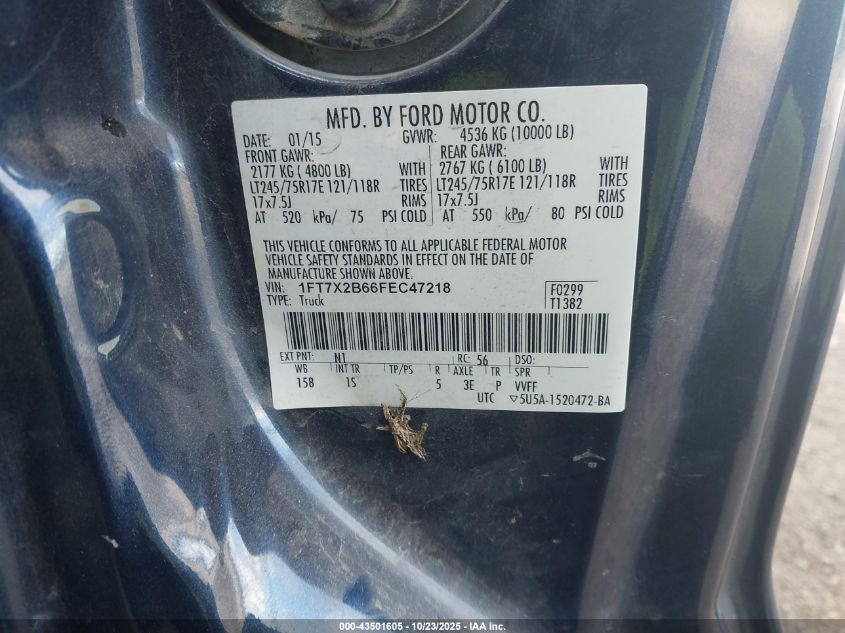 MFD. BY FORD MOTOR CO.
DATE: 01/15 GVWR: 4536 KG (10000 LB)
FRONT GAWR: REAR GAWR:
2177 KG ( 4800 LB) WITH 2767 KG ( 6100 LB) WITH
LT245/75R17E 121/118R TIRES LT245/75R17E 121/118R TIRES
17x7.5J RIMS 17x7.5J RIMS
AT 520 kPa/ 75 PSI COLD AT 550 kPa/ 80 PSI COLD
THIS VEHICLE CONFORMS TO ALL APPLICABLE FEDERAL MOTOR
VEHICLE SAFETY STANDARDS IN EFFECT ON THE DATE OF
MANUFACTURE SHOWN ABOVE.
VIN: 1FT7X2B66FEC47218 F0299
TYPE: Truck T1382
EXT PNT: N1 RC: 56 DSO:
WB INT TR TP/PS R AXLE TR SPR
158 1S 5 3E P VVFF
UTC ▽5U5A-1520472-BA
000-43501605 - 10/23/2025 - IAA Inc.